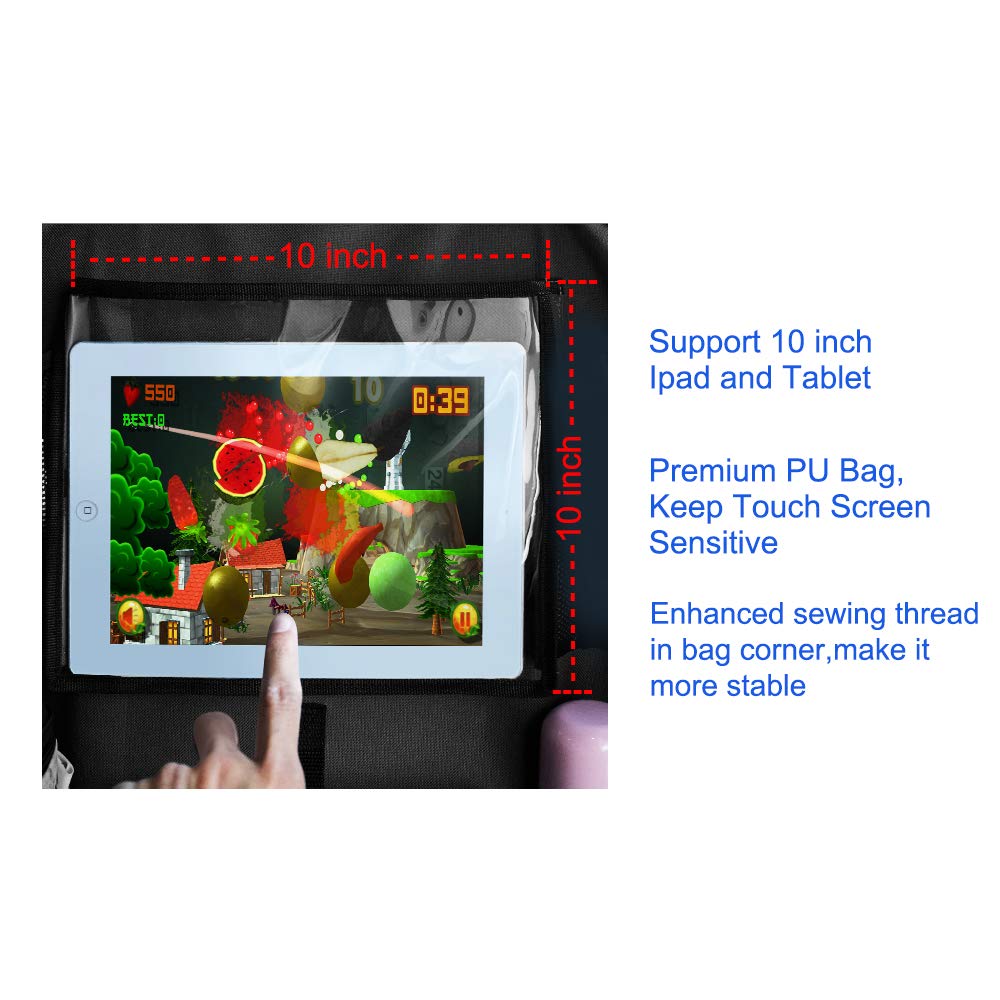 10 inch
10 inch
550
10
0:39
BEST:0
Support 10 inch
Ipad and Tablet
Premium PU Bag,
Keep Touch Screen
Sensitive
Enhanced sewing thread
in bag corner,make it
more stable